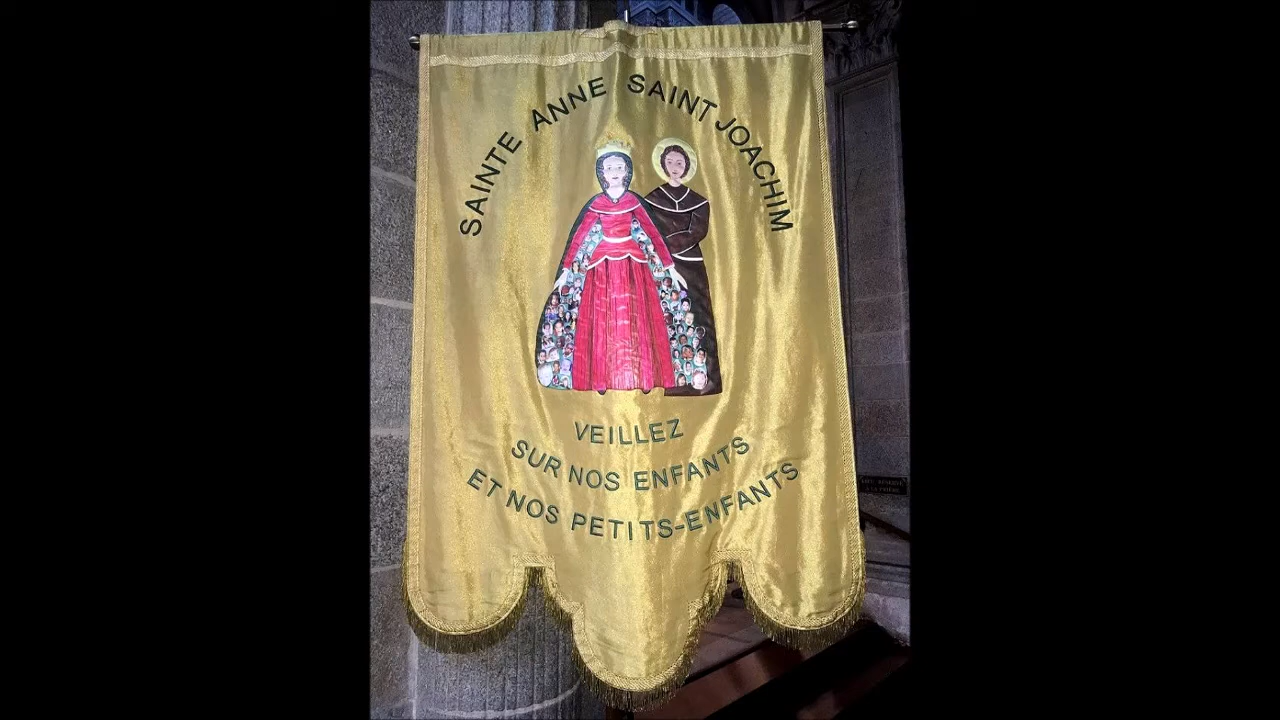 SAINTE ANNE SAINT JOACHIM
VEILLEZ
SUR NOS ENFANTS
ET NOS PETITS-ENFANTS